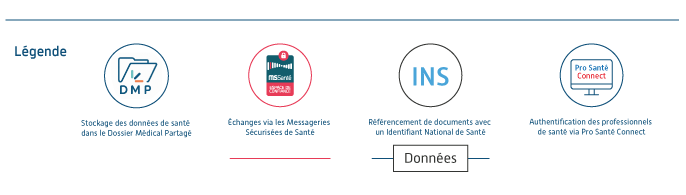 Légende
DMP
msSanté
INS
Pro Santé
Connect
Stockage des données de santé
dans le Dossier Médical Partagé
Échanges via les Messageries
Sécurisées de Santé
Référencement de documents avec
un Identifiant National de Santé
Authentification des professionnels
de santé via Pro Santé Connect
Données